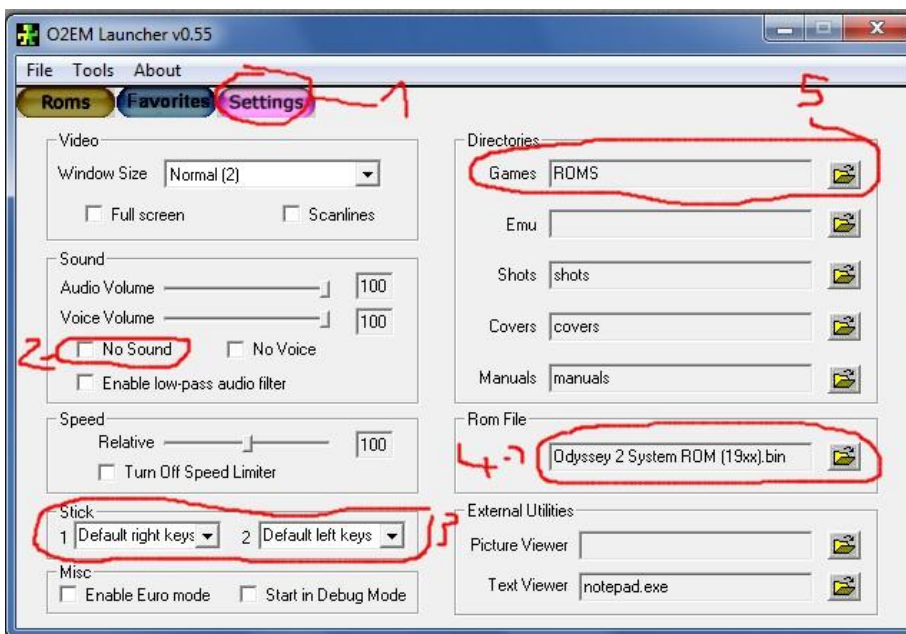 O2EM Launcher v0.55
File Tools About
Roms Favorites Settings 1
5
Video
Window Size Normal (2)
Full screen Scanlines
Sound
Audio Volume 100
Voice Volume 100
2 No Sound No Voice
Enable low-pass audio filter
Speed
Relative 100
Turn Off Speed Limiter
Stick
1 Default right keys 2 Default left keys 3
Misc
Enable Euro mode Start in Debug Mode
Directories
Games ROMS
Emu
Shots shots
Covers covers
Manuals manuals
Rom File
4 Odyssey 2 System ROM (19xx).bin
External Utilities
Picture Viewer
Text Viewer notepad.exe